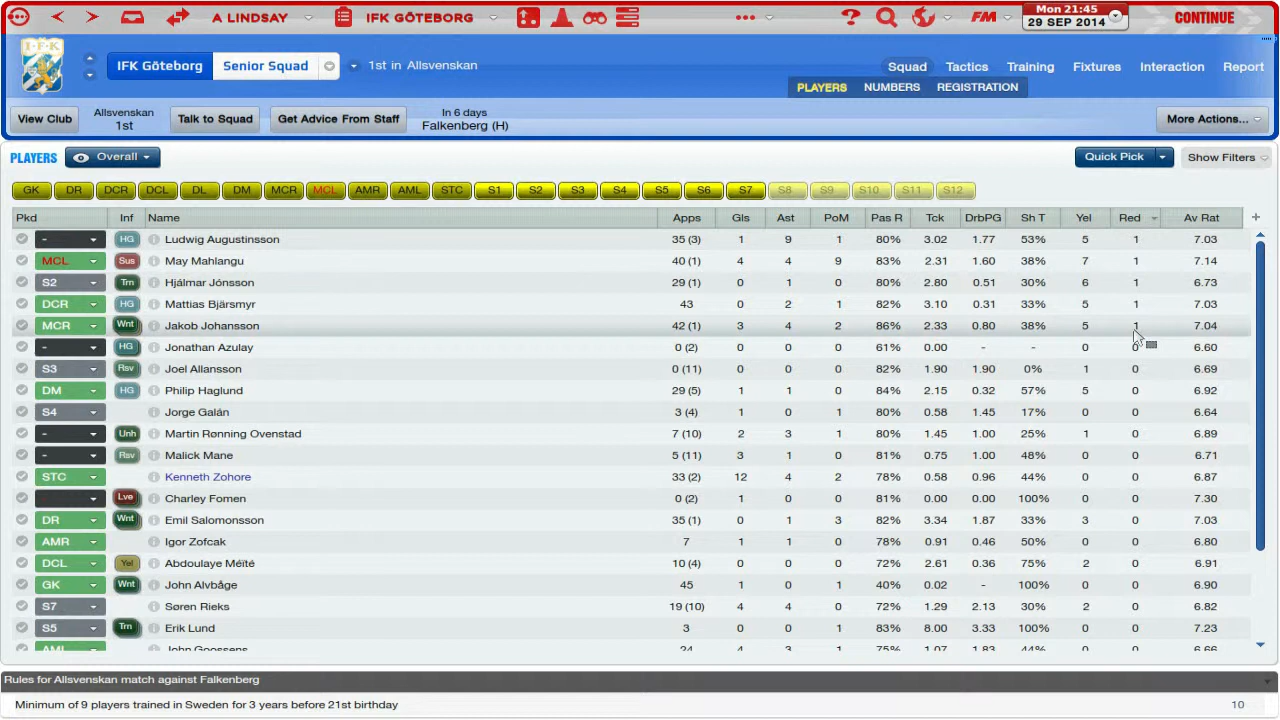 A LINDSAY IFK GÖTEBORG FM Mon 21:45 29 SEP 2014 CONTINUE
IFK Göteborg Senior Squad 1st in Allsvenskan Squad Tactics Training Fixtures Interaction Report
PLAYERS NUMBERS REGISTRATION
View Club Allsvenskan 1st Talk to Squad Get Advice From Staff In 6 days Falkenberg (H) More Actions...
PLAYERS Overall Quick Pick Show Filters
GK DR DCR DCL DL DM MCR MCL AMR AML STC S1 S2 S3 S4 S5 S6 S7 S8 S9 S10 S11 S12
Pkd Inf Name Apps Gls Ast PoM Pas R Tck DrbPG Sh T Yel Red Av Rat
- HG Ludwig Augustinsson 35 (3) 1 9 1 80% 3.02 1.77 53% 5 1 7.03
MCL Sus May Mahlangu 40 (1) 4 4 9 83% 2.31 1.60 38% 7 1 7.14
S2 Trn Hjálmar Jónsson 29 (1) 0 1 0 80% 2.80 0.51 30% 6 1 6.73
DCR HG Mattias Bjärsmyr 43 0 2 1 82% 3.10 0.31 33% 5 1 7.03
MCR Wnt Jakob Johansson 42 (1) 3 4 2 86% 2.33 0.80 38% 5 1 7.04
- HG Jonathan Azulay 0 (2) 0 0 0 61% 0.00 - - 0 0 6.60
S3 Rsv Joel Allansson 0 (11) 0 0 0 82% 1.90 1.90 0% 1 0 6.69
DM HG Philip Haglund 29 (5) 1 1 0 84% 2.15 0.32 57% 5 0 6.92
S4 Jorge Galán 3 (4) 1 0 1 80% 0.58 1.45 17% 0 0 6.64
- Unh Martin Rønning Ovenstad 7 (10) 2 3 1 80% 1.45 1.00 25% 1 0 6.89
- Rsv Malick Mane 5 (11) 3 1 0 81% 0.75 1.00 48% 0 0 6.71
STC Kenneth Zohore 33 (2) 12 4 2 78% 0.58 0.96 44% 0 0 6.87
Lve Charley Fomen 0 (2) 1 0 0 81% 0.00 0.00 100% 0 0 7.30
DR Wnt Emil Salomonsson 35 (1) 0 1 3 82% 3.34 1.87 33% 3 0 7.03
AMR Igor Zofcak 7 1 1 0 78% 0.91 0.46 50% 0 0 6.80
DCL Yel Abdoulaye Méïté 10 (4) 0 0 0 72% 2.61 0.36 75% 2 0 6.91
GK Wnt John Alvbåge 45 0 0 1 40% 0.02 - 100% 0 0 6.90
S7 Søren Rieks 19 (10) 4 4 0 72% 1.29 2.13 30% 2 0 6.82
S5 Trn Erik Lund 3 0 0 0 83% 8.00 3.33 100% 0 0 7.23
AML John Goossens 24 4 3 1 75% 1.07 1.83 44% 0 0 6.66
Rules for Allsvenskan match against Falkenberg
Minimum of 9 players trained in Sweden for 3 years before 21st birthday 10